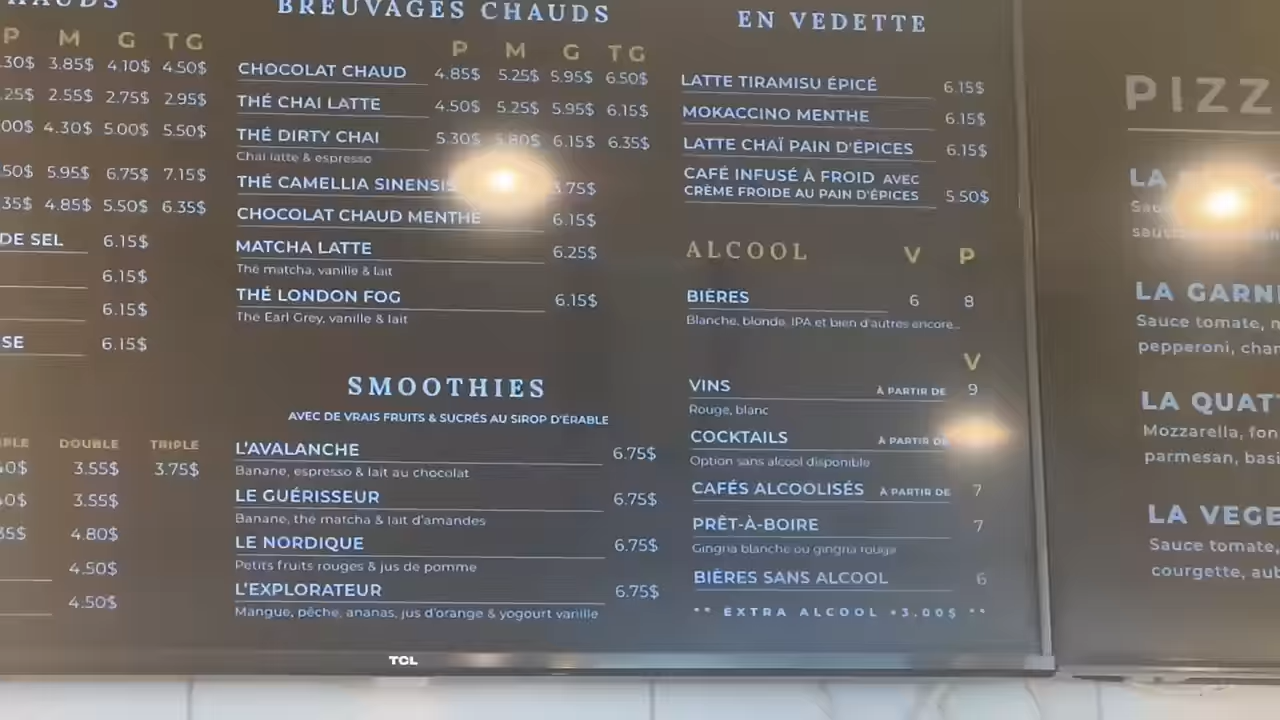 P M G TG
.30$ 3.85$ 4.10$ 4.50$
.25$ 2.55$ 2.75$ 2.95$
.00$ 4.30$ 5.00$ 5.50$
.50$ 5.95$ 6.75$ 7.15$
.35$ 4.85$ 5.50$ 6.35$
DE SEL 6.15$
6.15$
6.15$
SE 6.15$
DOUBLE TRIPLE
0$ 3.55$ 3.75$
0$ 3.55$
5$ 4.80$
4.50$
4.50$
BREUVAGES CHAUDS
P M G TG
CHOCOLAT CHAUD 4.85$ 5.25$ 5.95$ 6.50$
THÉ CHAI LATTE 4.50$ 5.25$ 5.95$ 6.15$
THÉ DIRTY CHAI 5.30$ 5.80$ 6.15$ 6.35$
Chai latte & espresso
THÉ CAMELLIA SINENSIS .75$
CHOCOLAT CHAUD MENTHE 6.15$
MATCHA LATTE 6.25$
Thé matcha, vanille & lait
THÉ LONDON FOG 6.15$
Thé Earl Grey, vanille & lait
SMOOTHIES
AVEC DE VRAIS FRUITS & SUCRÉS AU SIROP D'ÉRABLE
L'AVALANCHE 6.75$
Banane, espresso & lait au chocolat
LE GUÉRISSEUR 6.75$
Banane, thé matcha & lait d'amandes
LE NORDIQUE 6.75$
Petits fruits rouges & jus de pomme
L'EXPLORATEUR 6.75$
Mangue, pêche, ananas, jus d'orange & yogourt vanille
EN VEDETTE
LATTE TIRAMISU ÉPICÉ 6.15$
MOKACCINO MENTHE 6.15$
LATTE CHAÏ PAIN D'ÉPICES 6.15$
CAFÉ INFUSÉ À FROID AVEC
CRÈME FROIDE AU PAIN D'ÉPICES 5.50$
ALCOOL V P
BIÈRES 6 8
Blanche, blonde, IPA et bien d'autres encore...
V
VINS À PARTIR DE 9
Rouge, blanc
COCKTAILS À PARTIR DE
Option sans alcool disponible
CAFÉS ALCOOLISÉS À PARTIR DE 7
PRÊT-À-BOIRE 7
Gingria blanche ou gingria rouge
BIÈRES SANS ALCOOL 6
** EXTRA ALCOOL +3.00$ **
TCL
PIZZ
LA
LA GARNI
Sauce tomate,
pepperoni, cham
LA QUAT
Mozzarella, fon
parmesan, basi
LA VEGE
Sauce tomate,
courgette, aub